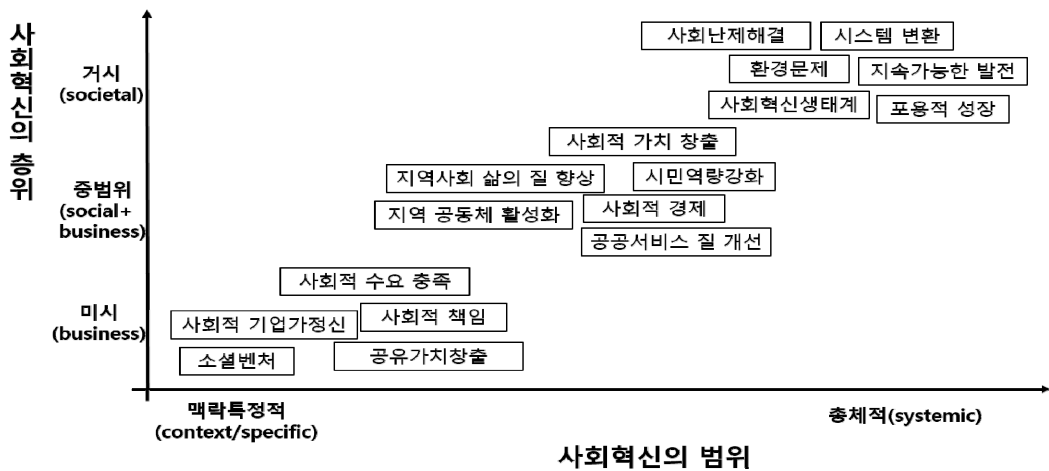 사회혁신의 층위
거시
(societal)
사회난제해결
시스템 변환
환경문제
지속가능한 발전
사회혁신생태계
포용적 성장
중범위
(social+
business)
사회적 가치 창출
지역사회 삶의 질 향상
시민역량강화
지역 공동체 활성화
사회적 경제
공공서비스 질 개선
미시
(business)
사회적 수요 충족
사회적 기업가정신
사회적 책임
소셜벤처
공유가치창출
맥락특정적
(context/specific)
총체적(systemic)
사회혁신의 범위